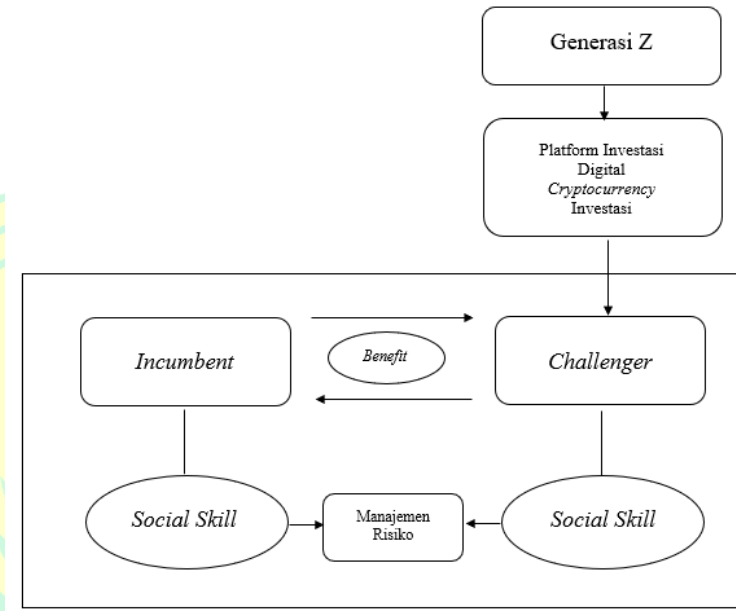 Generasi Z
Platform Investasi
Digital
Cryptocurrency
Investasi
Incumbent
Benefit
Challenger
Social Skill
Manajemen
Risiko
Social Skill